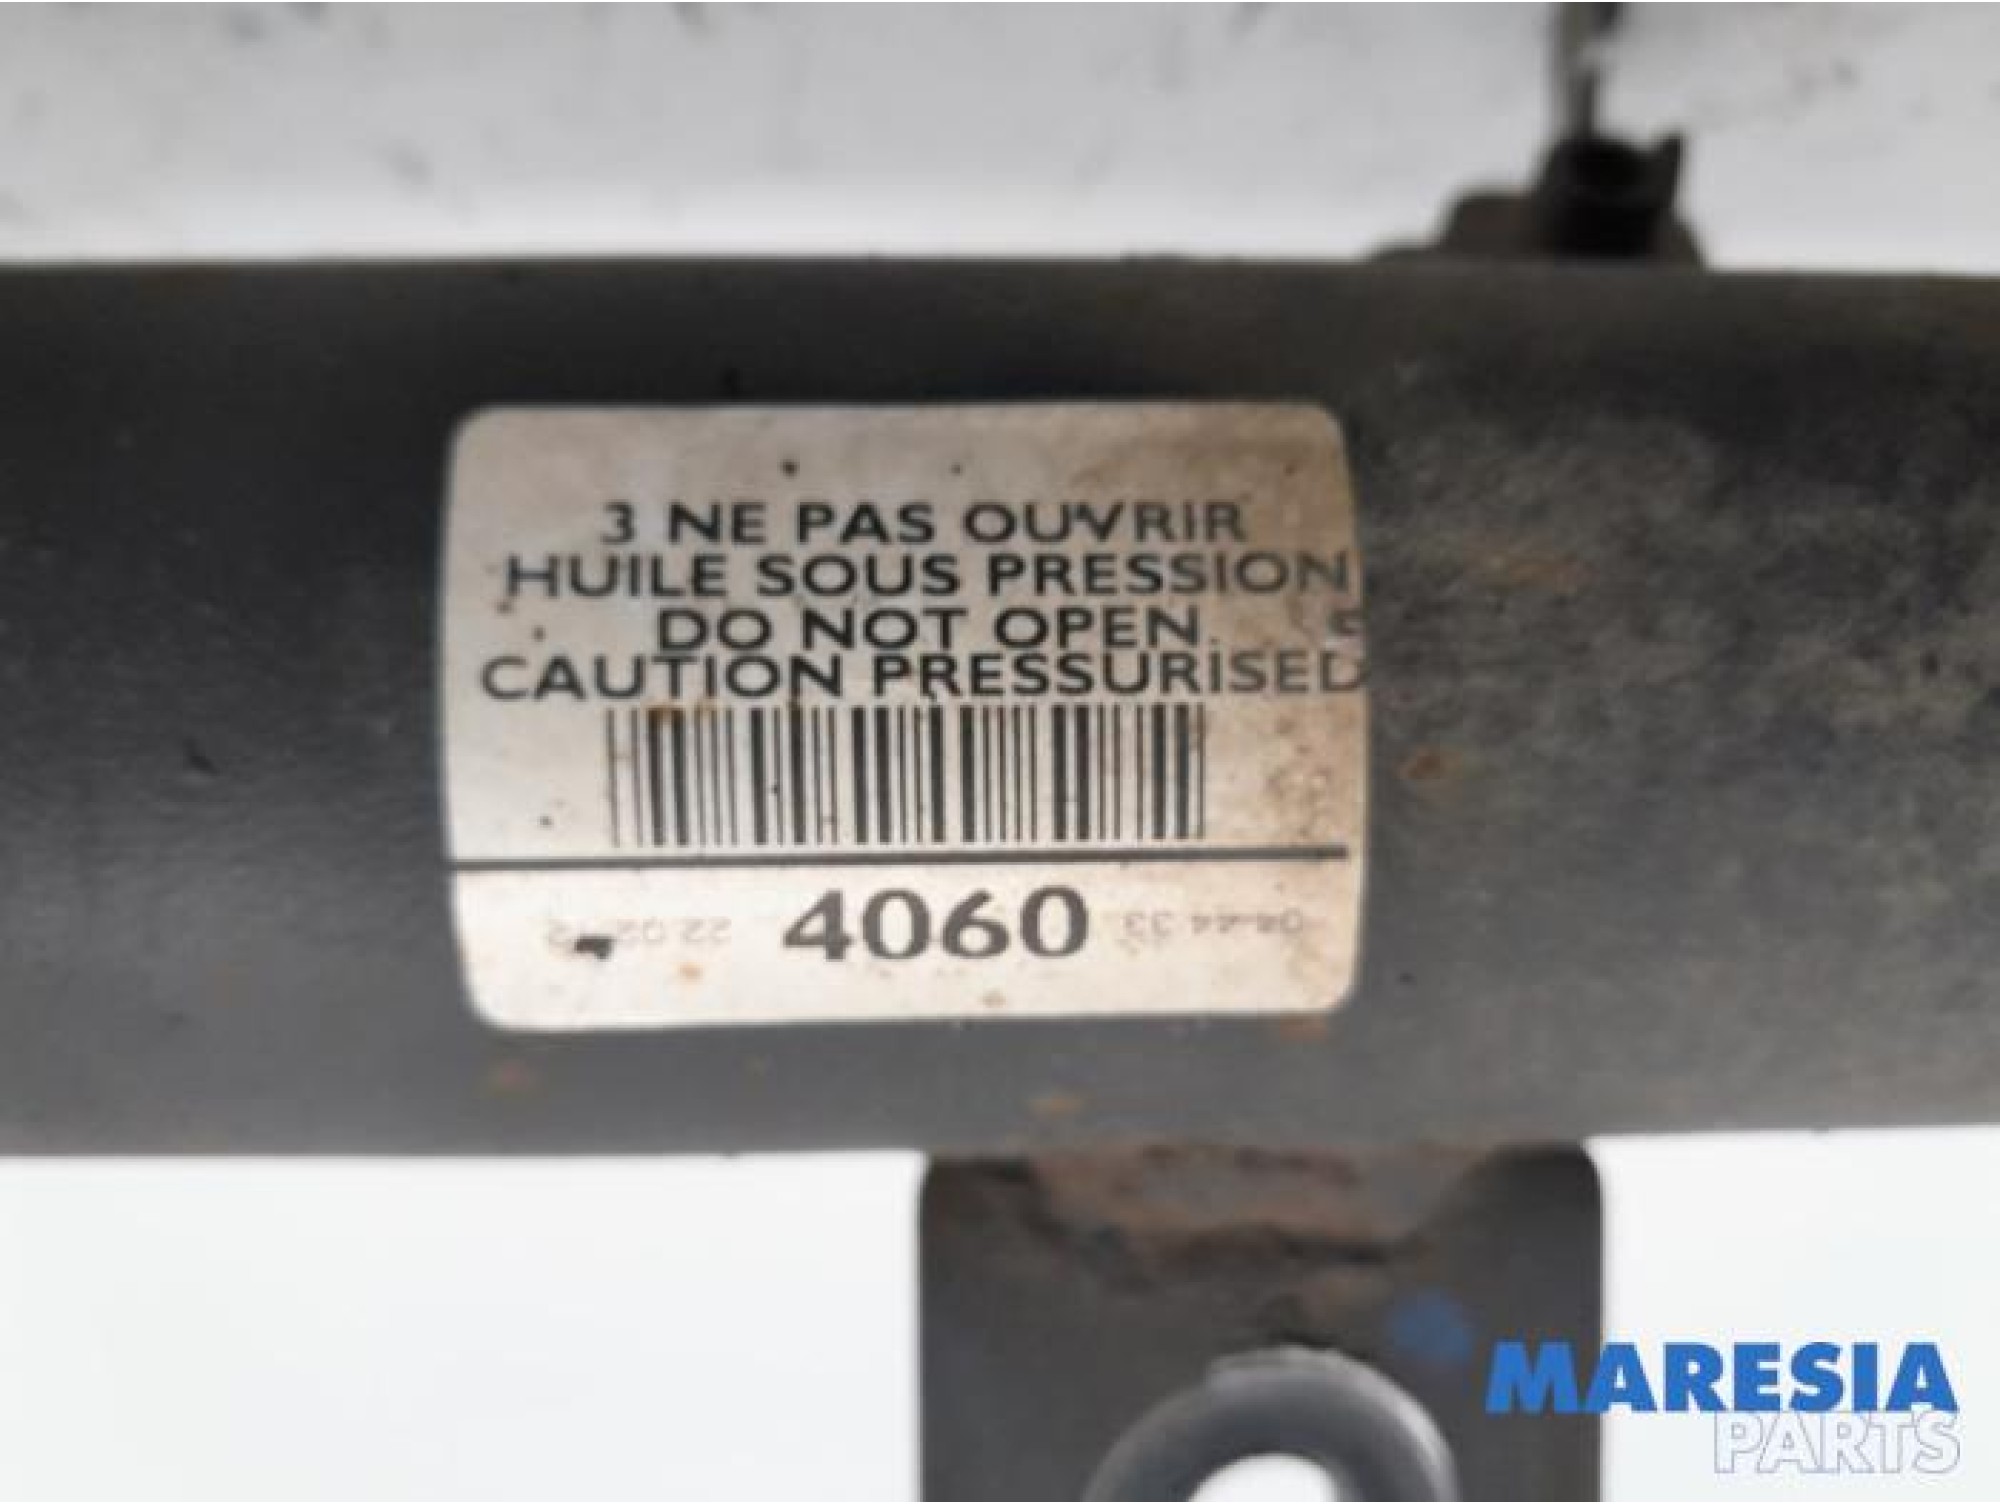 3 NE PAS OUVRIR
HUILE SOUS PRESSION
DO NOT OPEN
CAUTION PRESSURISED
4060
MARESIA
PARTS